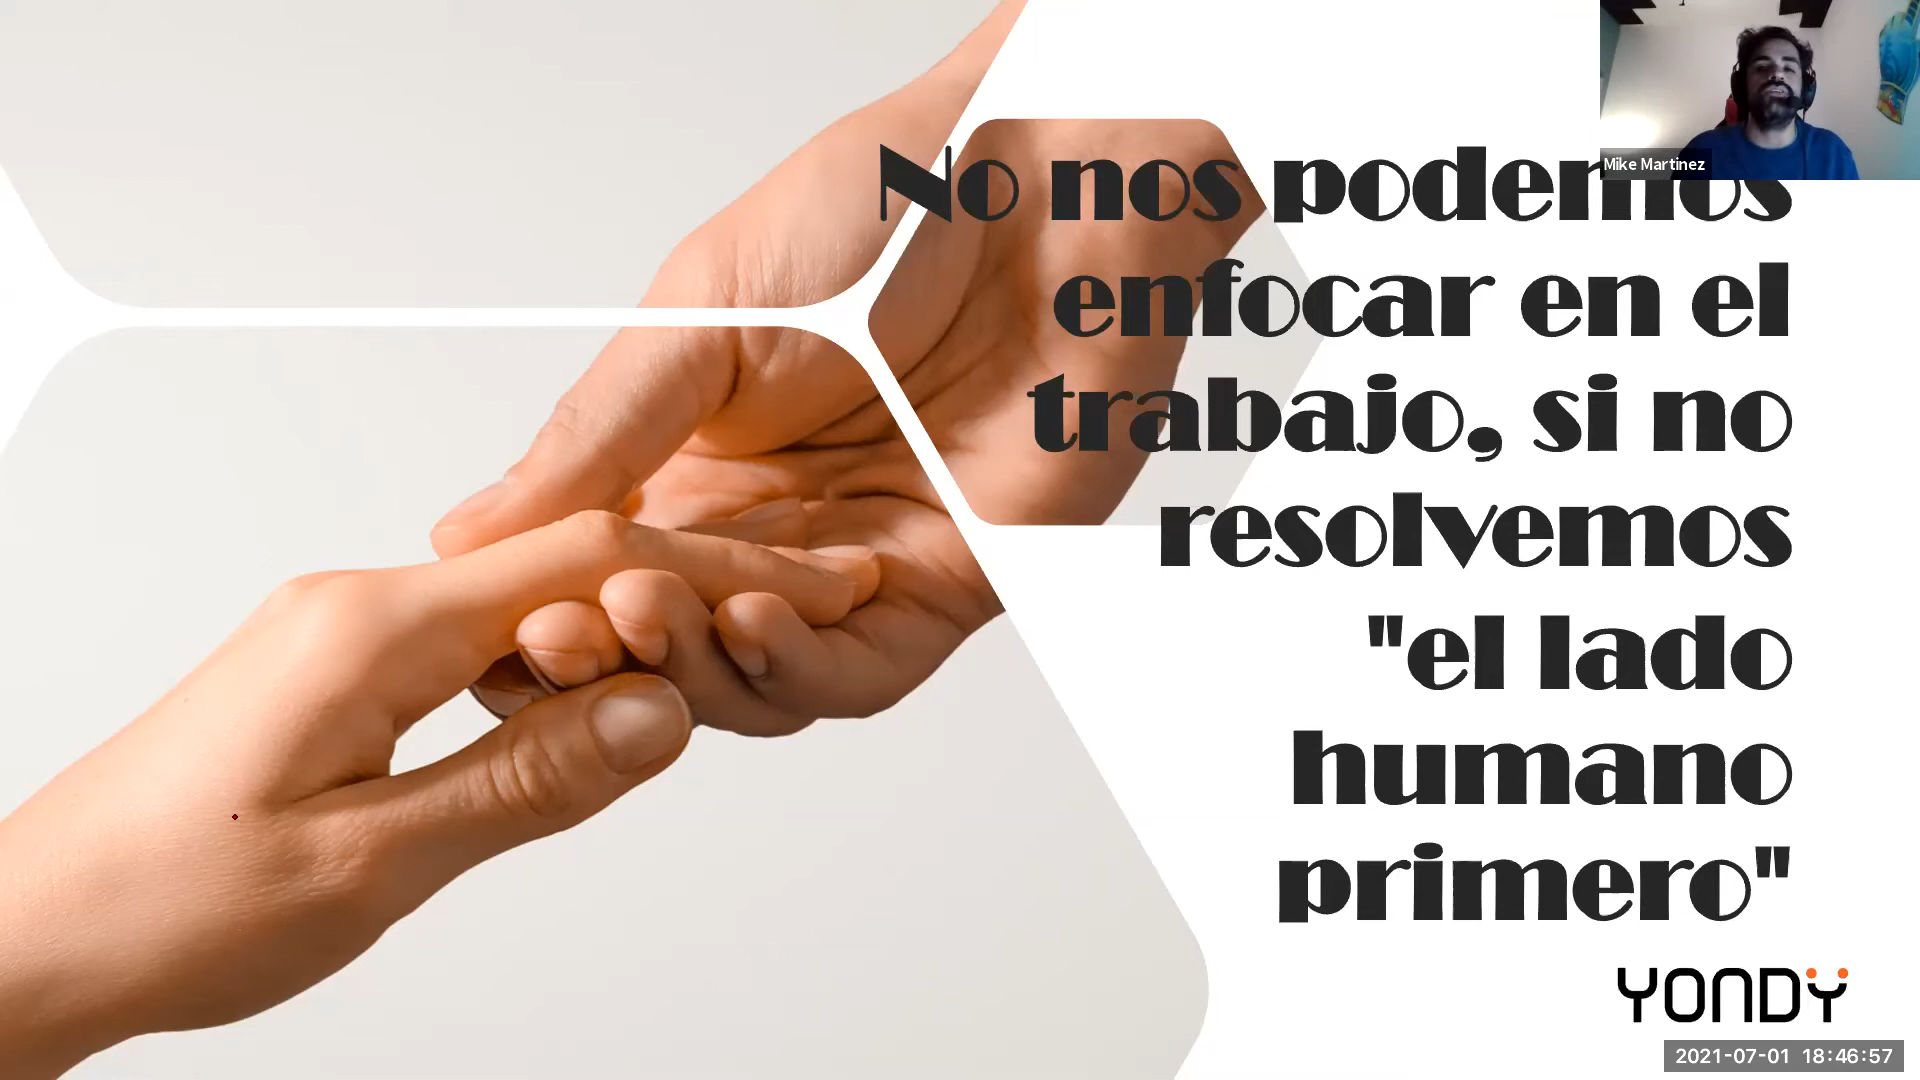 Mike Martinez
No nos podemos
enfocar en el
trabajo, si no
resolvemos
"el lado
humano
primero"
YONDY
2021-07-01 18:46:57